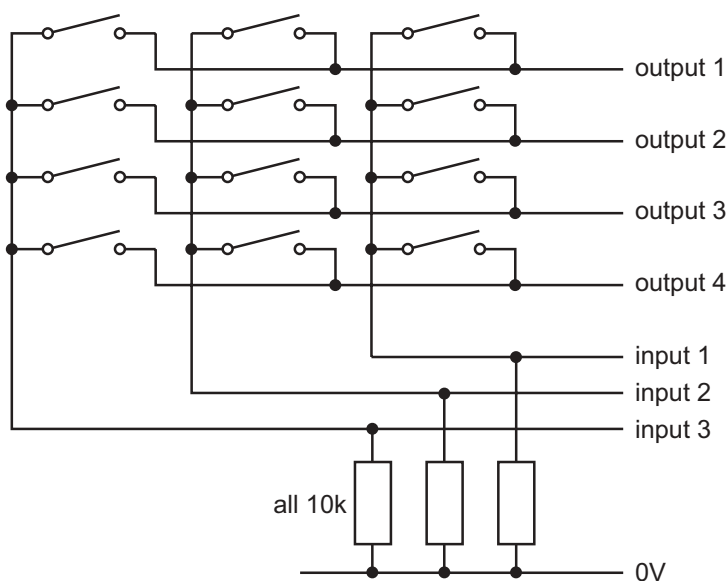 output 1
output 2
output 3
output 4
input 1
input 2
input 3
all 10k
0V